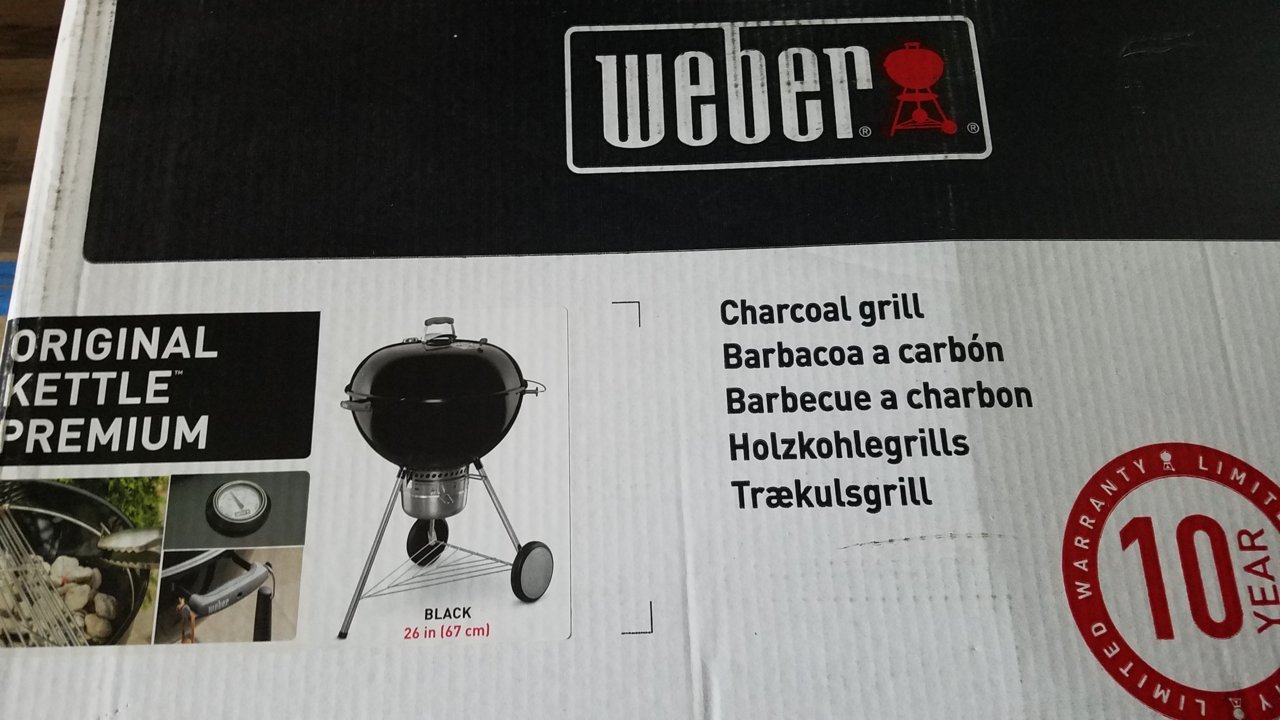 weber® ®
ORIGINAL
KETTLE™
PREMIUM
BLACK
26 in (67 cm)
weber
Charcoal grill
Barbacoa a carbón
Barbecue a charbon
Holzkohlegrills
Trækulsgrill
WARRANTY LIMITED
10
YEAR
LIMITED